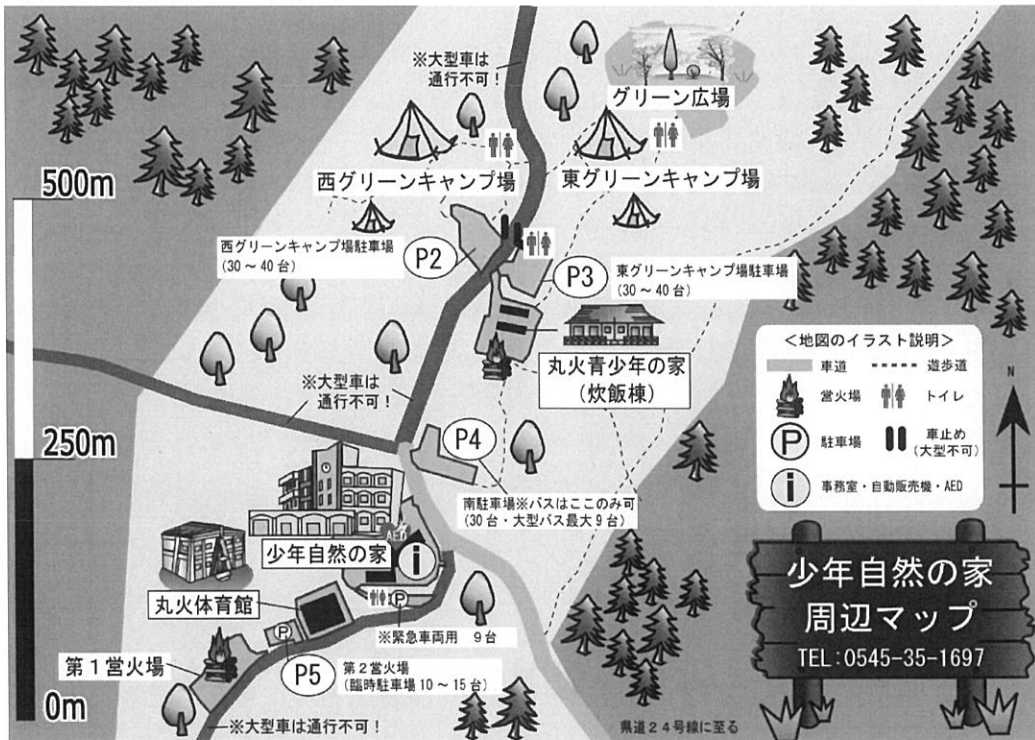 ※大型車は
通行不可!
グリーン広場
500m
西グリーンキャンプ場
東グリーンキャンプ場
西グリーンキャンプ場駐車場
(30~40台)
P2
P3
東グリーンキャンプ場駐車場
(30~40台)
丸火青少年の家
(炊飯棟)
<地図のイラスト説明>
車道
遊歩道
営火場
トイレ
P
駐車場
車止め
(大型不可)
i
事務室・自動販売機・AED
N
※大型車は
通行不可!
250m
P4
南駐車場※バスはここのみ可
(30台・大型バス最大9台)
AED
少年自然の家
i
丸火体育館
P
※緊急車両用 9台
P
第1営火場
P5
第2営火場
(臨時駐車場10~15台)
0m
※大型車は通行不可!
県道24号線に至る
少年自然の家
周辺マップ
TEL:0545-35-1697